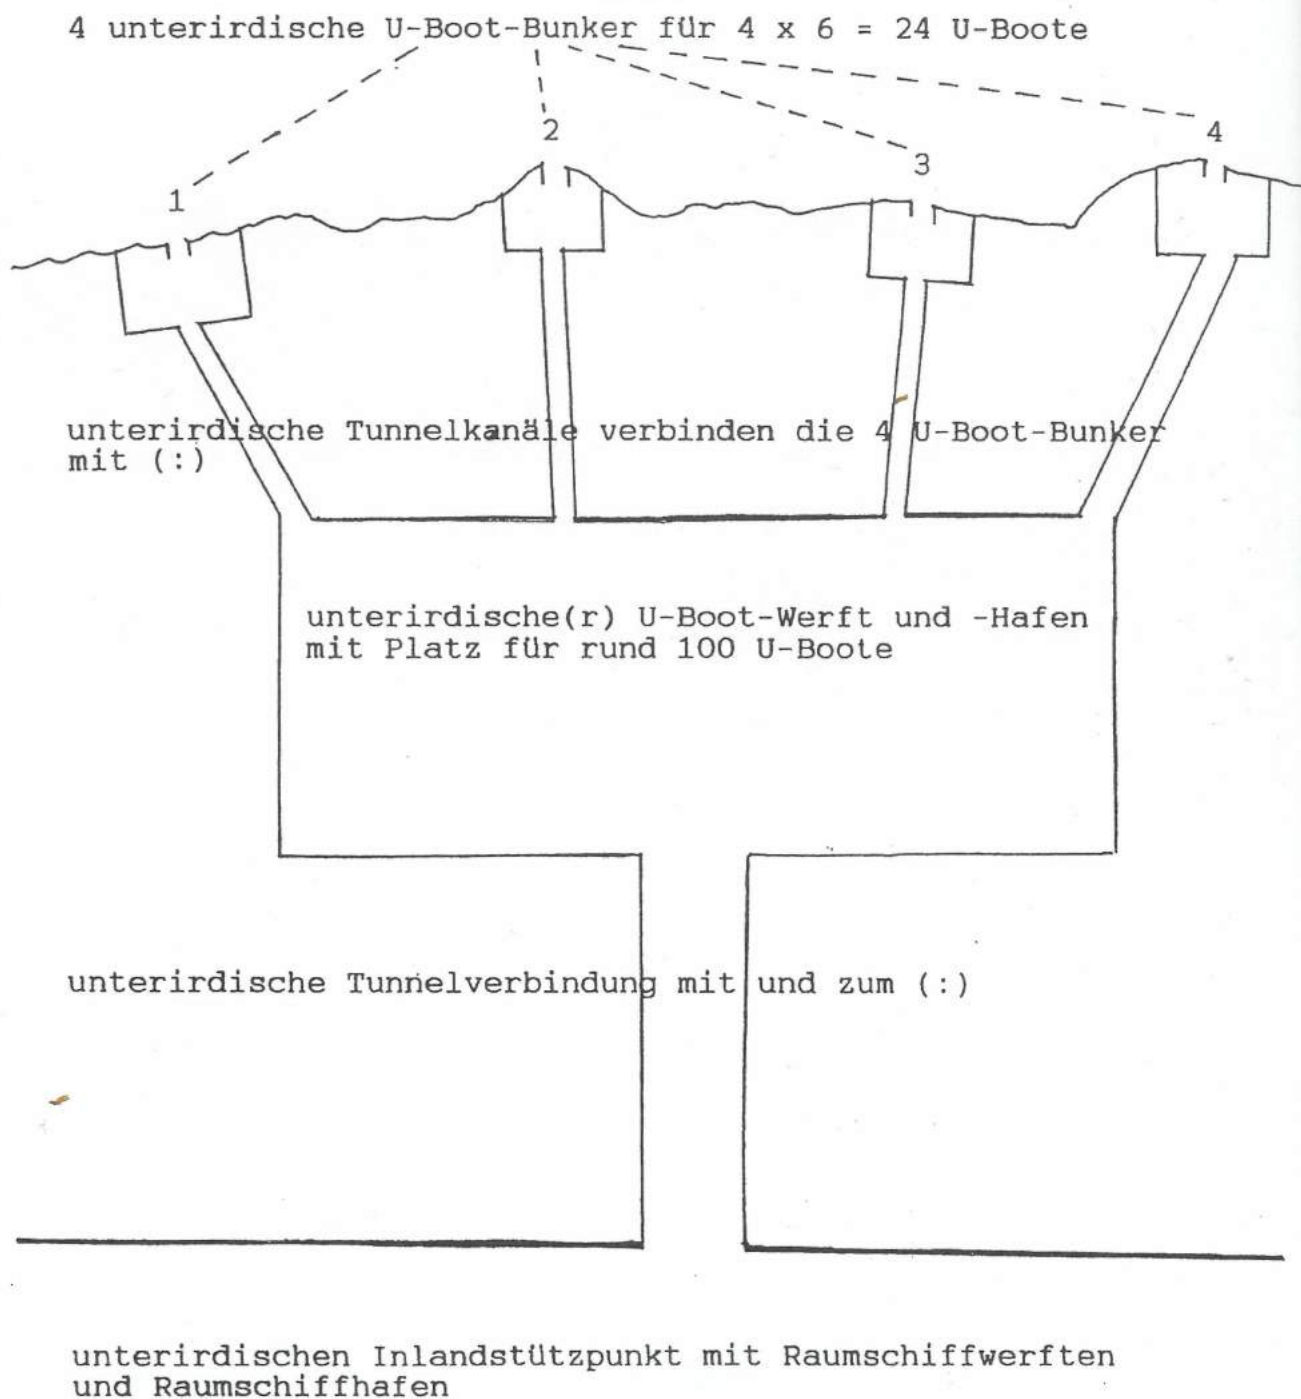 4 unterirdische U-Boot-Bunker für 4 x 6 = 24 U-Boote
2
4
3
1
unterirdische Tunnelkanäle verbinden die 4 U-Boot-Bunker
mit (:)
unterirdische(r) U-Boot-Werft und -Hafen
mit Platz für rund 100 U-Boote
unterirdische Tunnelverbindung mit und zum (:)
unterirdischen Inlandstützpunkt mit Raumschiffwerften
und Raumschiffhafen